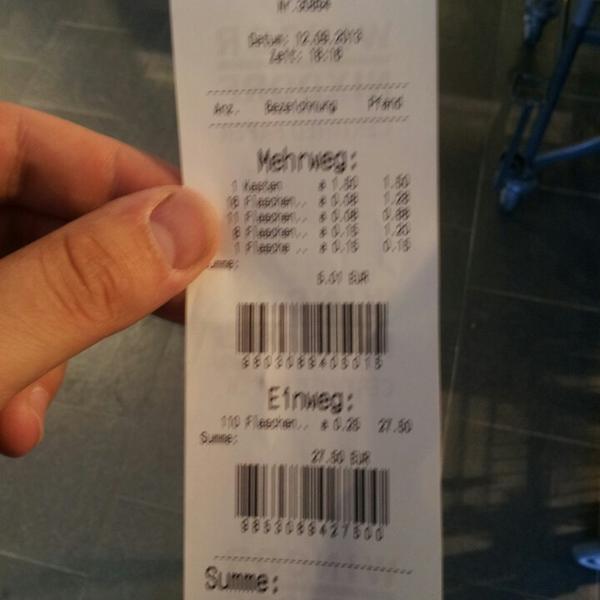 Datum: 12.09.2013
Zeit: 18:18
Anz. Bezeichnung Pfand
Mehrweg:
1 Kasten ø 1.50 1.50
16 Flaschen.. ø 0.08 1.28
11 Flaschen.. ø 0.08 0.88
8 Flaschen.. ø 0.15 1.20
1 Flasche .. ø 0.15 0.15
Summe:
5.01 EUR
Einweg:
110 Flaschen.. ø 0.25 27.50
Summe:
27.50 EUR
Summe: